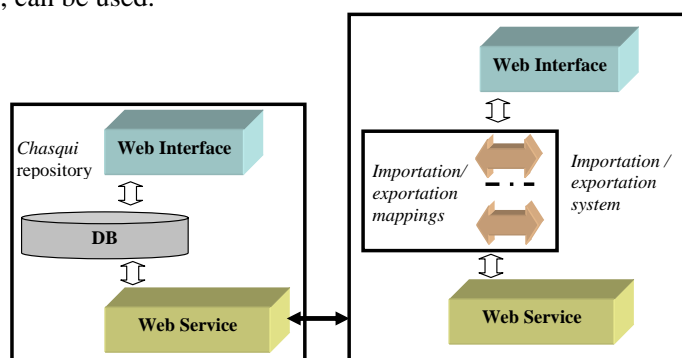 , can be used.
Web Interface
Chasqui
repository
Web Interface
DB
Web Service
Importation/
exportation
mappings
Importation /
exportation
system
Web Service